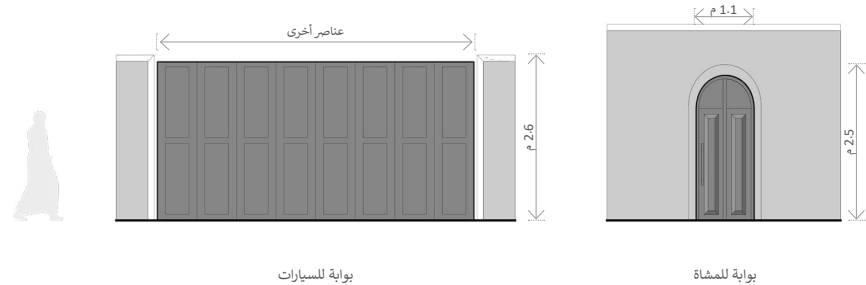 1.1 م
عناصر أخرى
2.6 م
2.5 م
بوابة للمشاة
بوابة للسيارات